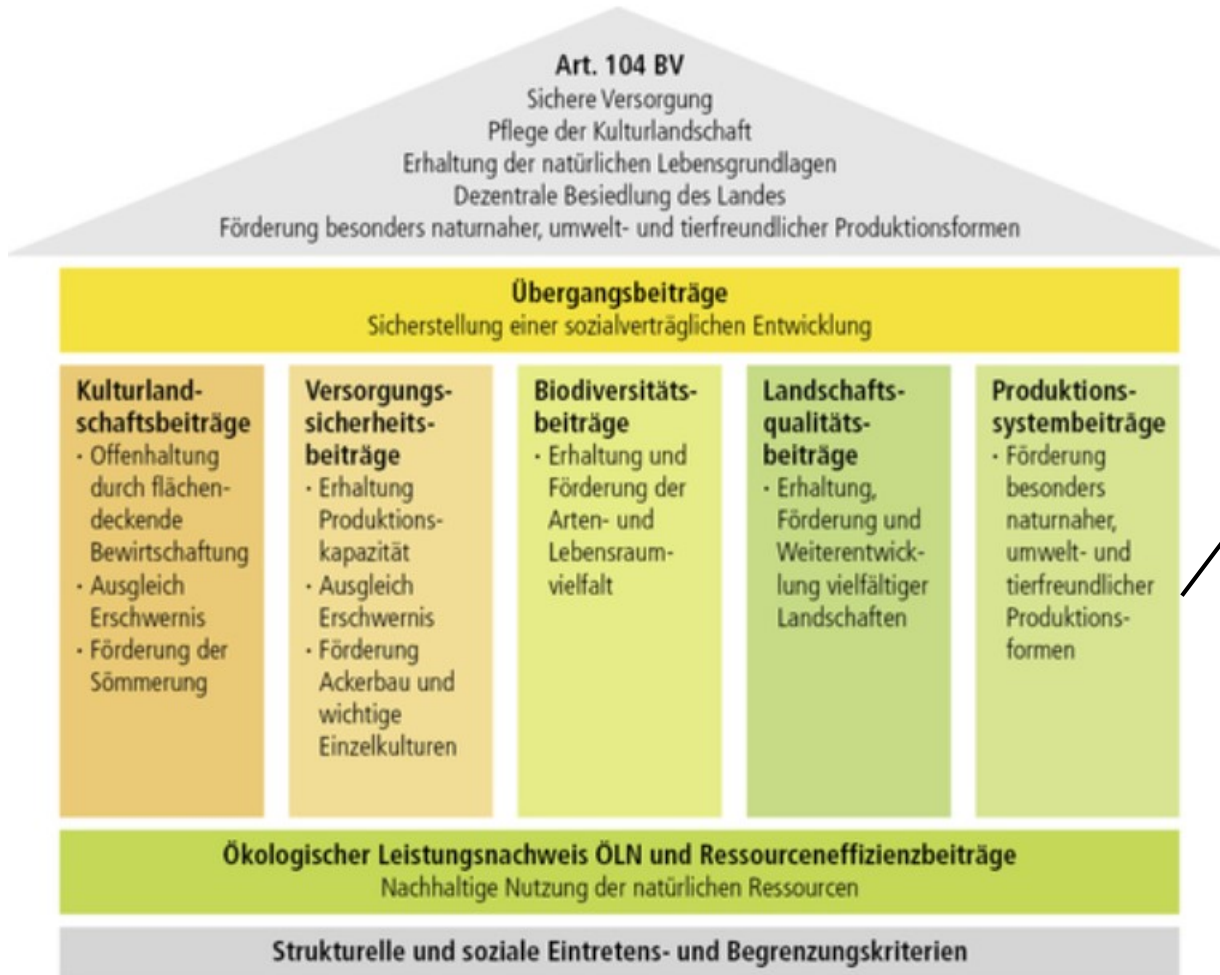 Art. 104 BV
Sichere Versorgung
Pflege der Kulturlandschaft
Erhaltung der natürlichen Lebensgrundlagen
Dezentrale Besiedlung des Landes
Förderung besonders naturnaher, umwelt- und tierfreundlicher Produktionsformen
Übergangsbeiträge
Sicherstellung einer sozialverträglichen Entwicklung
Kulturland-
schaftsbeiträge
· Offenhaltung
durch flächen-
deckende
Bewirtschaftung
· Ausgleich
Erschwernis
· Förderung der
Sömmerung
Versorgungs-
sicherheits-
beiträge
· Erhaltung
Produktions-
kapazität
· Ausgleich
Erschwernis
· Förderung
Ackerbau und
wichtige
Einzelkulturen
Biodiversitäts-
beiträge
· Erhaltung und
Förderung der
Arten- und
Lebensraum-
vielfalt
Landschafts-
qualitäts-
beiträge
· Erhaltung,
Förderung und
Weiterentwick-
lung vielfältiger
Landschaften
Produktions-
systembeiträge
· Förderung
besonders
naturnaher,
umwelt- und
tierfreundlicher
Produktions-
formen
Ökologischer Leistungsnachweis ÖLN und Ressourceneffizienzbeiträge
Nachhaltige Nutzung der natürlichen Ressourcen
Strukturelle und soziale Eintretens- und Begrenzungskriterien